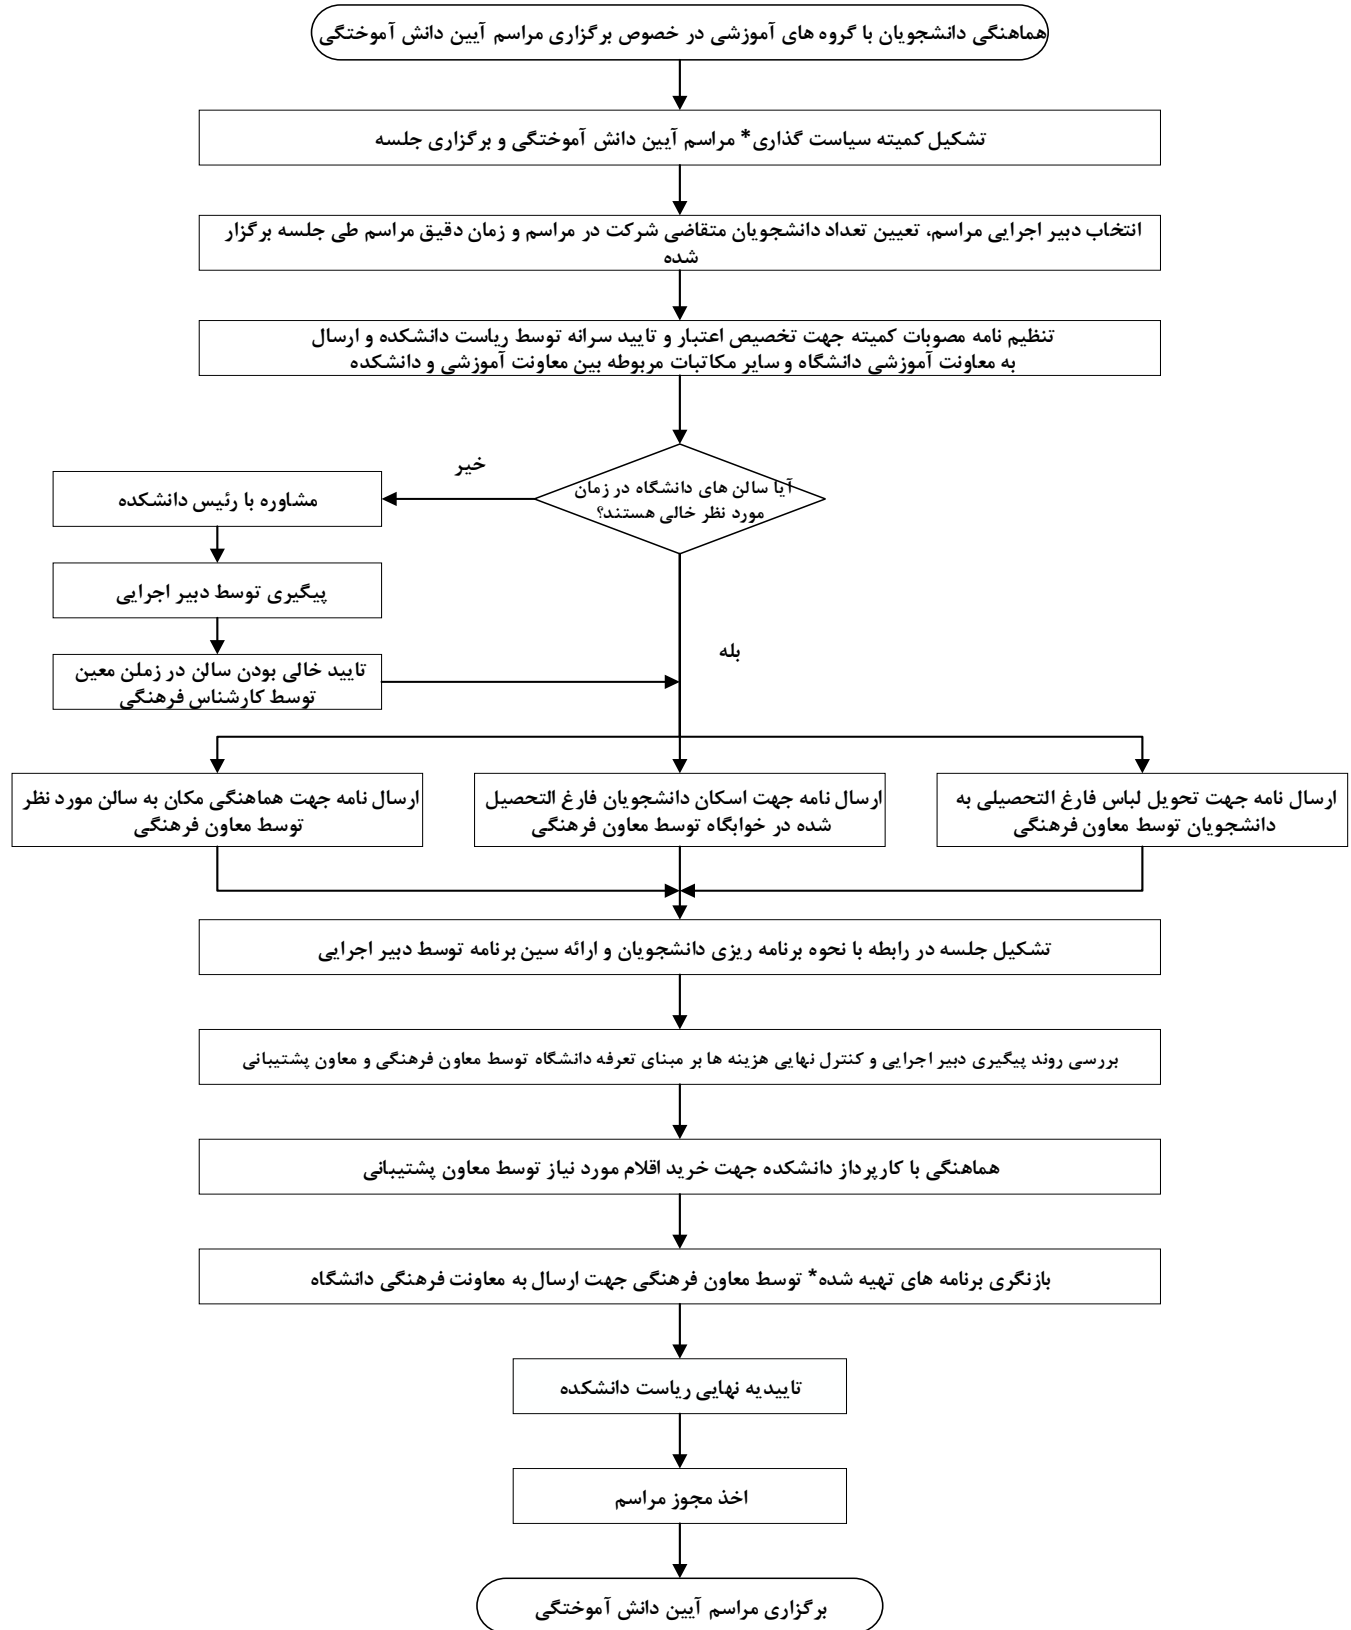 هماهنگی دانشجویان با گروه های آموزشی در خصوص برگزاری مراسم آیین دانش آموختگی
تشکیل کمیته سیاست گذاری* مراسم آیین دانش آموختگی و برگزاری جلسه
انتخاب دبیر اجرایی مراسم، تعیین تعداد دانشجویان متقاضی شرکت در مراسم و زمان دقیق مراسم طی جلسه برگزار
شده
تنظیم نامه مصوبات کمیته جهت تخصیص اعتبار و تایید سرانه توسط ریاست دانشکده و ارسال
به معاونت آموزشی دانشگاه و سایر مکاتبات مربوطه بین معاونت آموزشی و دانشکده
آیا سالن های دانشگاه در زمان
مورد نظر خالی هستند؟
خیر
مشاوره با رئیس دانشکده
پیگیری توسط دبیر اجرایی
تایید خالی بودن سالن در زملن معین
توسط کارشناس فرهنگی
بله
ارسال نامه جهت تحویل لباس فارغ التحصیلی به
دانشجویان توسط معاون فرهنگی
ارسال نامه جهت اسکان دانشجویان فارغ التحصیل
شده در خوابگاه توسط معاون فرهنگی
ارسال نامه جهت هماهنگی مکان به سالن مورد نظر
توسط معاون فرهنگی
تشکیل جلسه در رابطه با نحوه برنامه ریزی دانشجویان و ارائه سین برنامه توسط دبیر اجرایی
بررسی روند پیگیری دبیر اجرایی و کنترل نهایی هزینه ها بر مبنای تعرفه دانشگاه توسط معاون فرهنگی و معاون پشتیبانی
هماهنگی با کارپرداز دانشکده جهت خرید اقلام مورد نیاز توسط معاون پشتیبانی
بازنگری برنامه های تهیه شده* توسط معاون فرهنگی جهت ارسال به معاونت فرهنگی دانشگاه
تاییدیه نهایی ریاست دانشکده
اخذ مجوز مراسم
برگزاری مراسم آیین دانش آموختگی